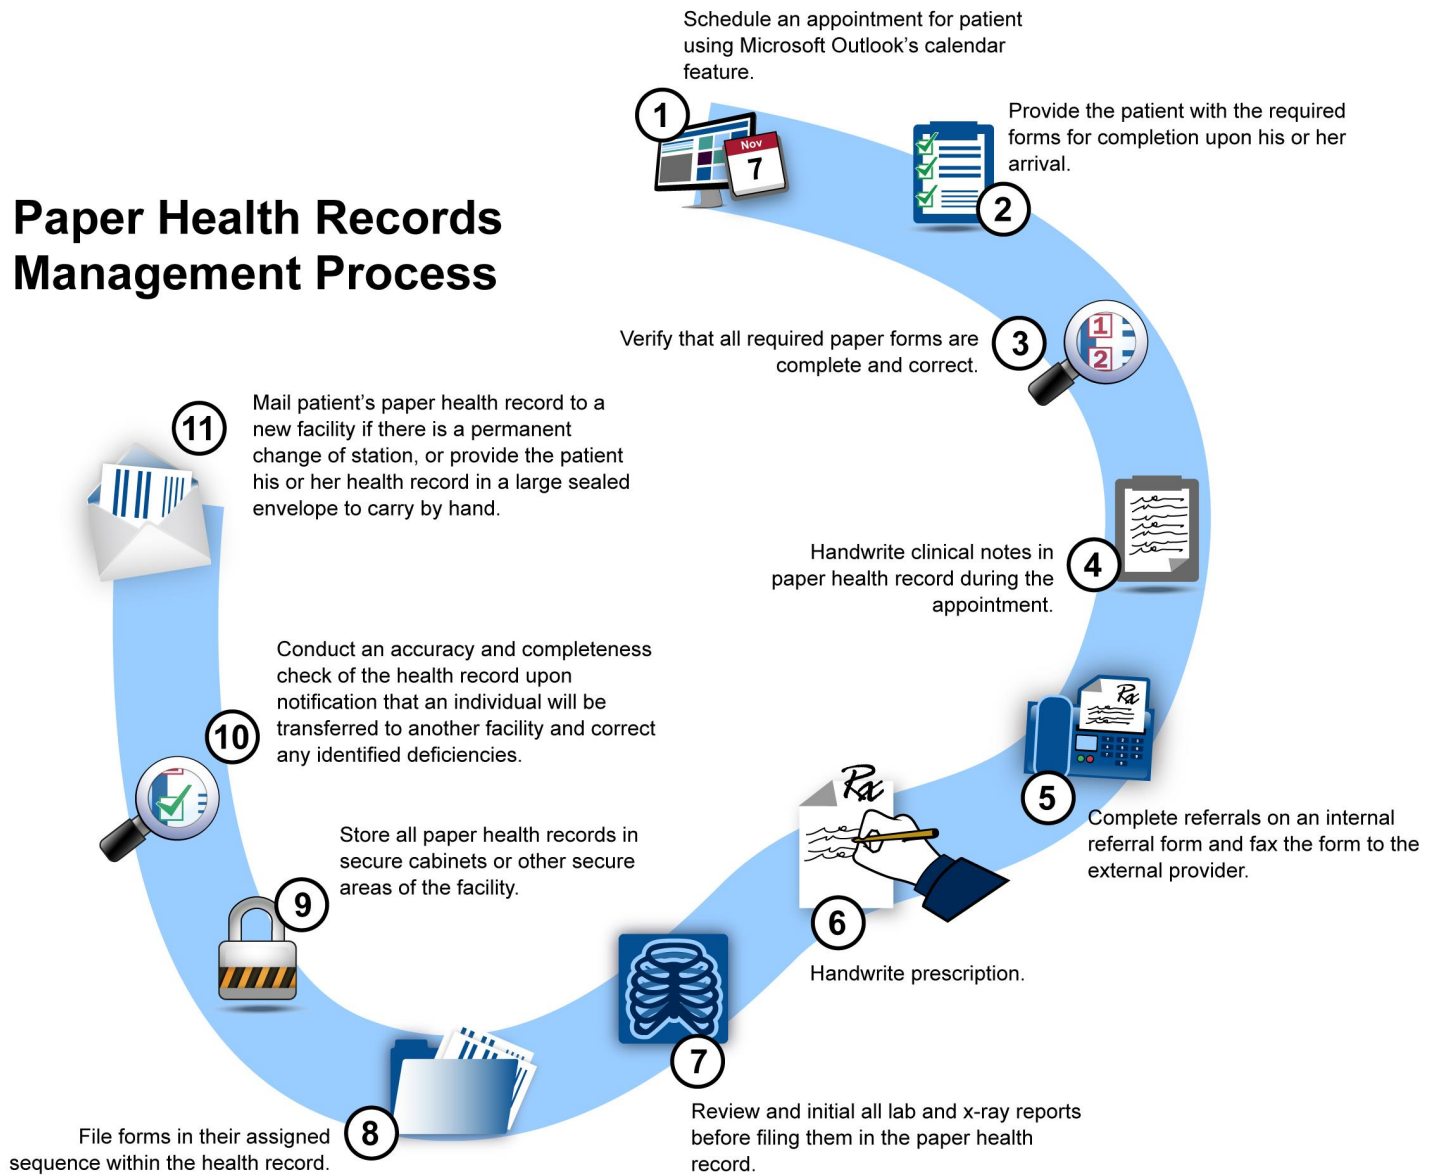 Paper Health Records
Management Process
1
Schedule an appointment for patient
using Microsoft Outlook's calendar
feature.
Nov
7
2
Provide the patient with the required
forms for completion upon his or her
arrival.
3
Verify that all required paper forms are
complete and correct.
1
2
4
Handwrite clinical notes in
paper health record during the
appointment.
5
Rx
Complete referrals on an internal
referral form and fax the form to the
external provider.
6
Rx
Handwrite prescription.
7
Review and initial all lab and x-ray reports
before filing them in the paper health
record.
8
File forms in their assigned
sequence within the health record.
9
Store all paper health records in
secure cabinets or other secure
areas of the facility.
10
Conduct an accuracy and completeness
check of the health record upon
notification that an individual will be
transferred to another facility and correct
any identified deficiencies.
11
Mail patient's paper health record to a
new facility if there is a permanent
change of station, or provide the patient
his or her health record in a large sealed
envelope to carry by hand.